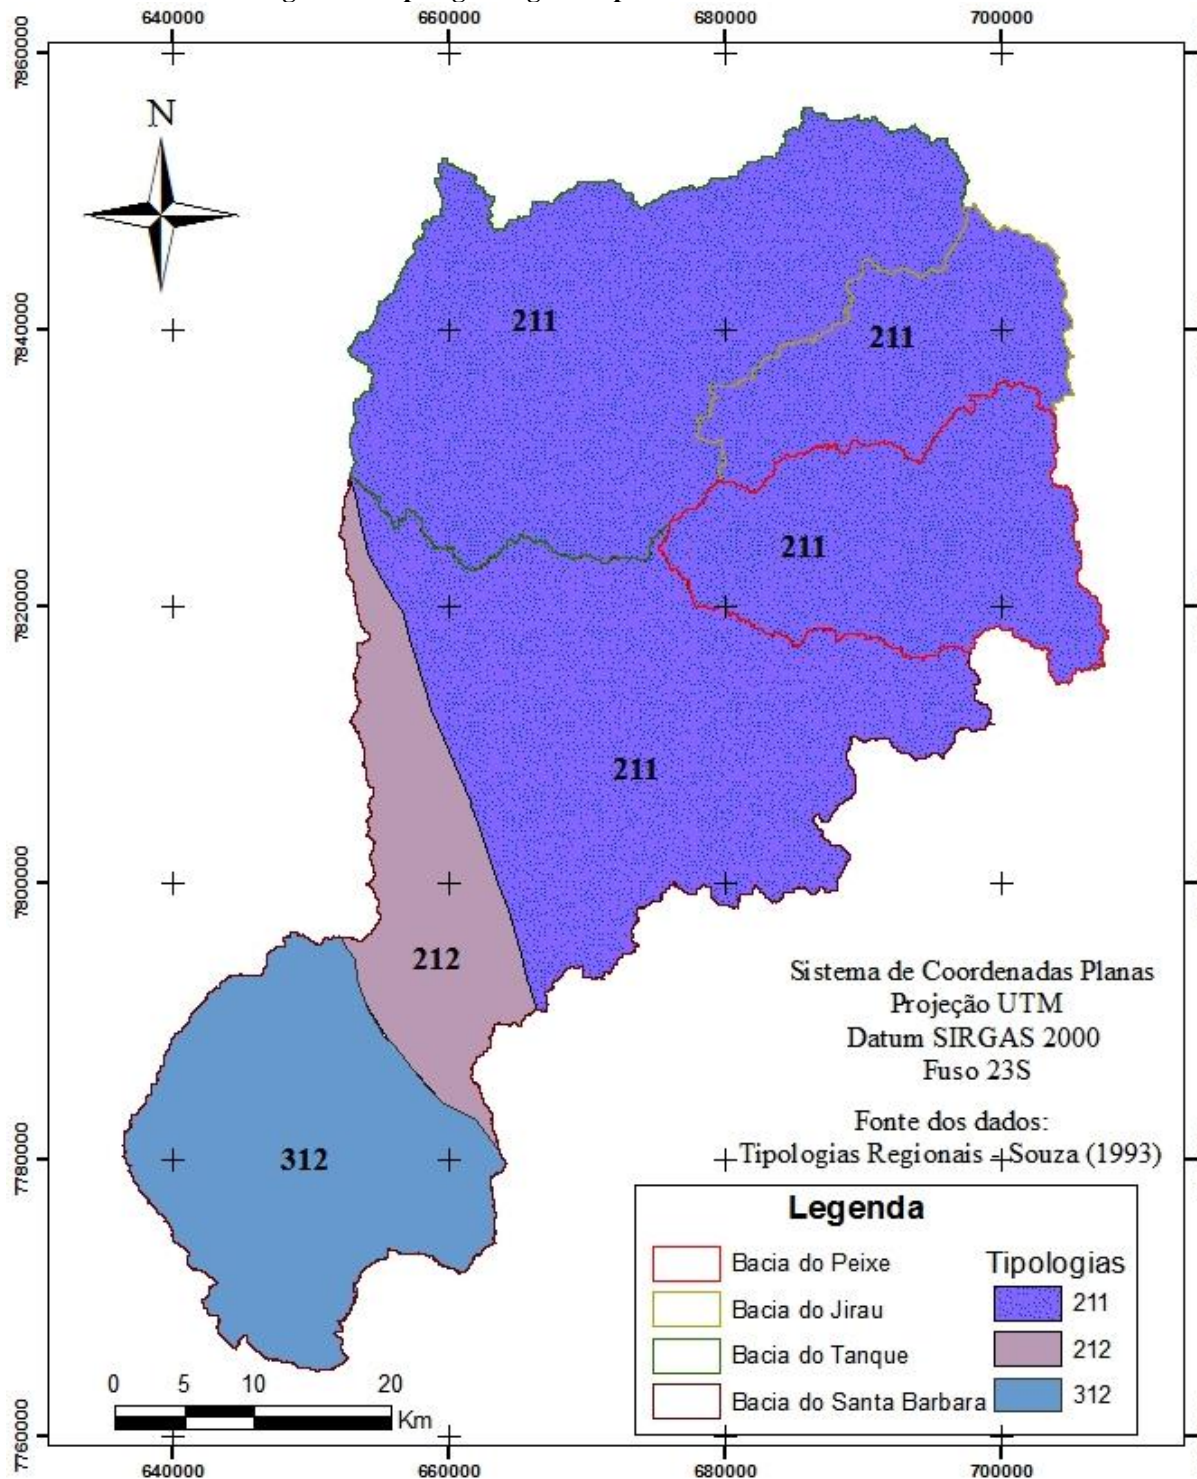 640000 660000 680000 700000
7860000
N
7840000
211
211
211
7820000
211
7800000
212
Sistema de Coordenadas Planas
Projeção UTM
Datum SIRGAS 2000
Fuso 23S
Fonte dos dados:
Tipologias Regionais - Souza (1993)
312
7780000
Legenda
Bacia do Peixe
Bacia do Jirau
Bacia do Tanque
Bacia do Santa Barbara
Tipologias
211
212
312
0 5 10 20
Km
7760000
640000 660000 680000 700000